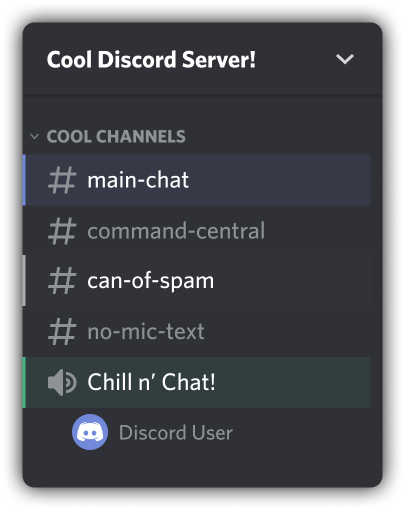 Cool Discord Server!
COOL CHANNELS
# main-chat
# command-central
# can-of-spam
# no-mic-text
Chill n’ Chat!
Discord User